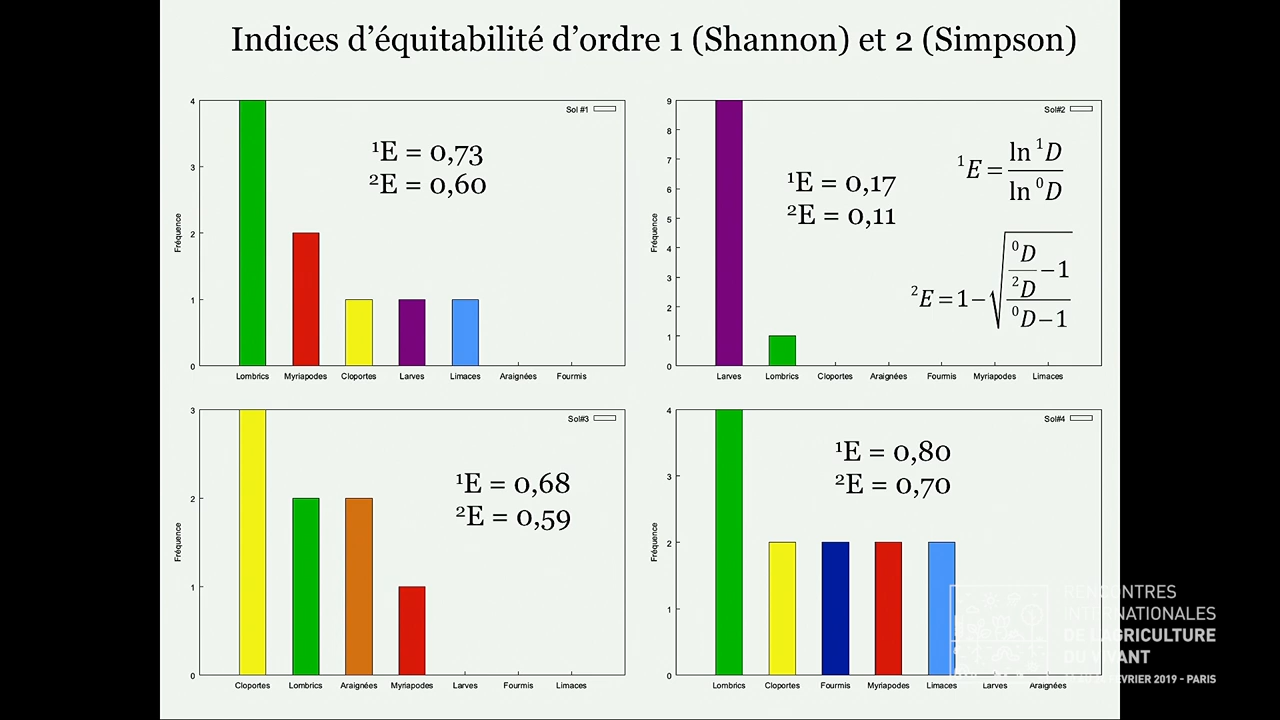 Indices d’équitabilité d’ordre 1 (Shannon) et 2 (Simpson)
Sol #1
¹E = 0,73
²E = 0,60
Fréquence
4
3
2
1
0
Lombrics Myriapodes Cloportes Larves Limaces Araignées Fourmis
Sol#2
¹E = 0,17
²E = 0,11
¹E = ln ¹D / ln ⁰D
²E = 1 − √((⁰D / ²D − 1) / (⁰D − 1))
Fréquence
9
8
7
6
5
4
3
2
1
0
Larves Lombrics Cloportes Araignées Fourmis Myriapodes Limaces
Sol#3
¹E = 0,68
²E = 0,59
Fréquence
3
2
1
0
Cloportes Lombrics Araignées Myriapodes Larves Fourmis Limaces
Sol#4
¹E = 0,80
²E = 0,70
Fréquence
4
3
2
1
0
Lombrics Cloportes Fourmis Myriapodes Limaces Larves Araignées
RENCONTRES
INTERNATIONALES
DE L'AGRICULTURE
DU VIVANT
FÉVRIER 2019 - PARIS